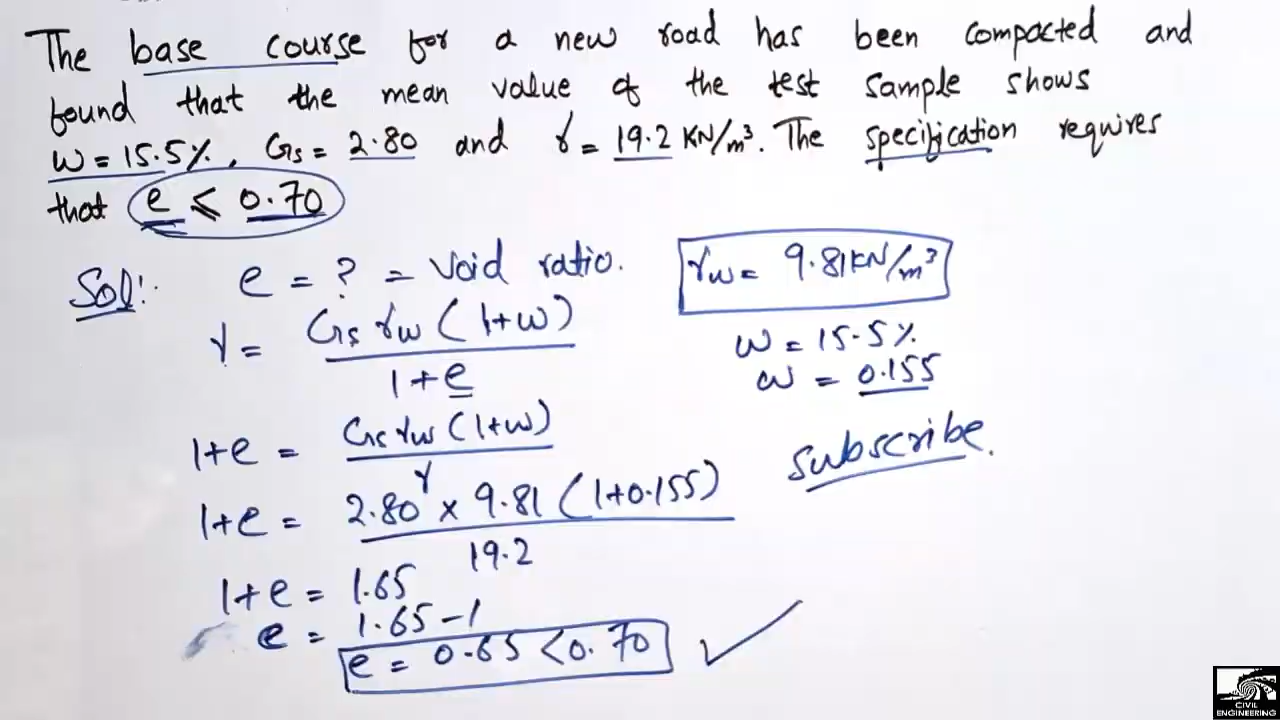 The base course for a new road has been compacted and
found that the mean value of the test sample shows
w = 15.5%, Gs = 2.80 and γ = 19.2 KN/m³. The specification requires
that e ≤ 0.70
Sol:
e = ? = void ratio.
γw = 9.81KN/m³
γ = Gs γw (1+w) / 1+e
w = 15.5%
w = 0.155
1+e = Gs γw (1+w) / γ
subscribe.
1+e = 2.80 × 9.81 (1+0.155) / 19.2
1+e = 1.65
e = 1.65 - 1
e = 0.65 < 0.70 ✓
CIVIL
ENGINEERING